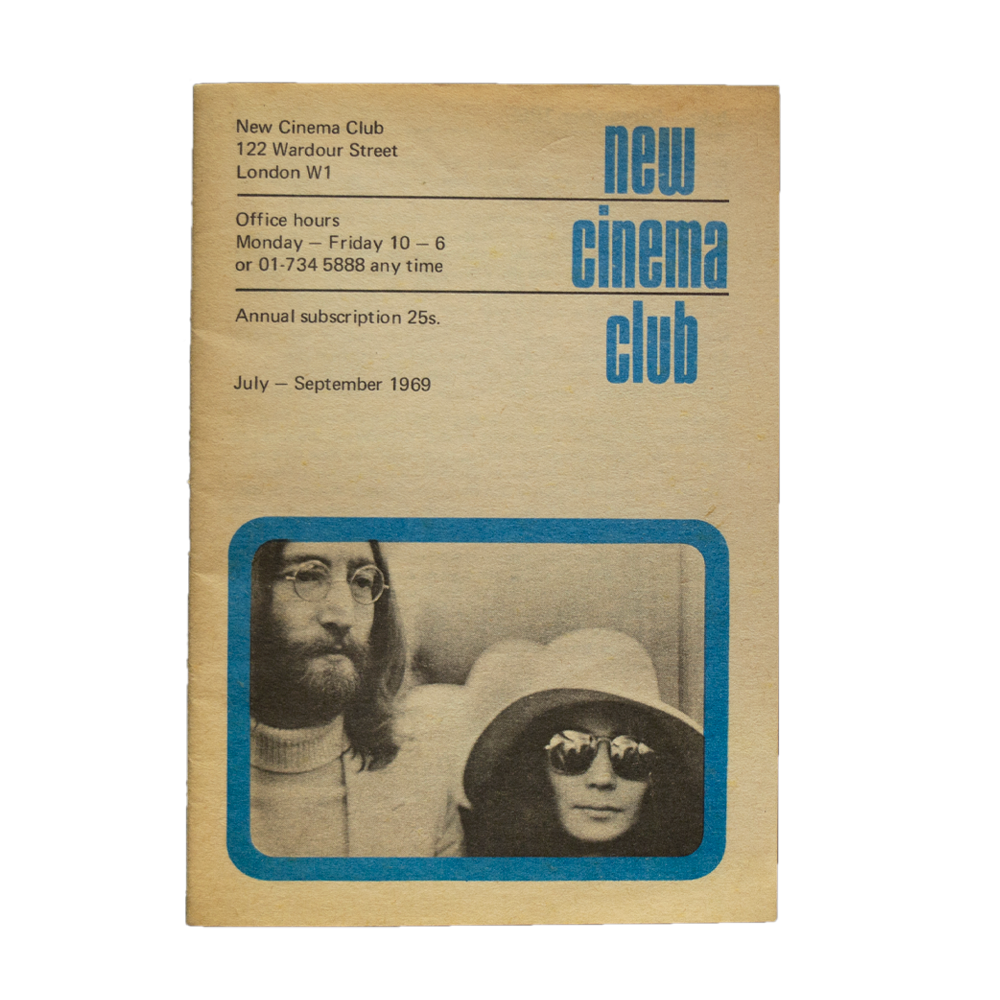 New Cinema Club
122 Wardour Street
London W1
Office hours
Monday — Friday 10 — 6
or 01-734 5888 any time
Annual subscription 25s.
July — September 1969
new
cinema
club